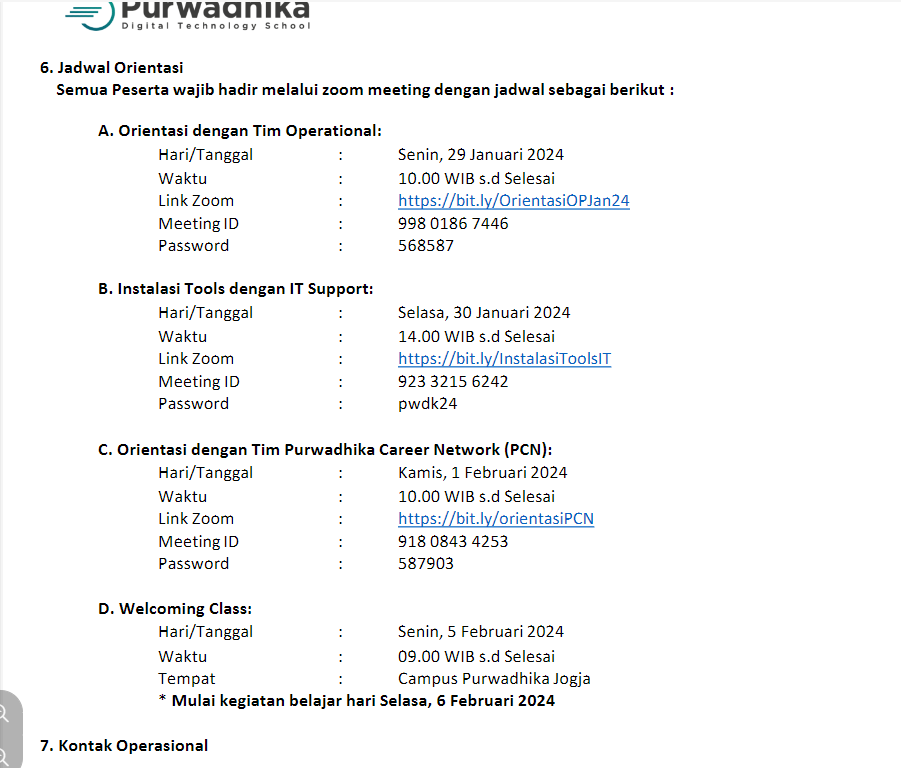 Purwadhika
Digital Technology School
6. Jadwal Orientasi
Semua Peserta wajib hadir melalui zoom meeting dengan jadwal sebagai berikut :
A. Orientasi dengan Tim Operational:
Hari/Tanggal : Senin, 29 Januari 2024
Waktu : 10.00 WIB s.d Selesai
Link Zoom : https://bit.ly/OrientasiOPJan24
Meeting ID : 998 0186 7446
Password : 568587
B. Instalasi Tools dengan IT Support:
Hari/Tanggal : Selasa, 30 Januari 2024
Waktu : 14.00 WIB s.d Selesai
Link Zoom : https://bit.ly/InstalasiToolsIT
Meeting ID : 923 3215 6242
Password : pwdk24
C. Orientasi dengan Tim Purwadhika Career Network (PCN):
Hari/Tanggal : Kamis, 1 Februari 2024
Waktu : 10.00 WIB s.d Selesai
Link Zoom : https://bit.ly/orientasiPCN
Meeting ID : 918 0843 4253
Password : 587903
D. Welcoming Class:
Hari/Tanggal : Senin, 5 Februari 2024
Waktu : 09.00 WIB s.d Selesai
Tempat : Campus Purwadhika Jogja
* Mulai kegiatan belajar hari Selasa, 6 Februari 2024
7. Kontak Operasional